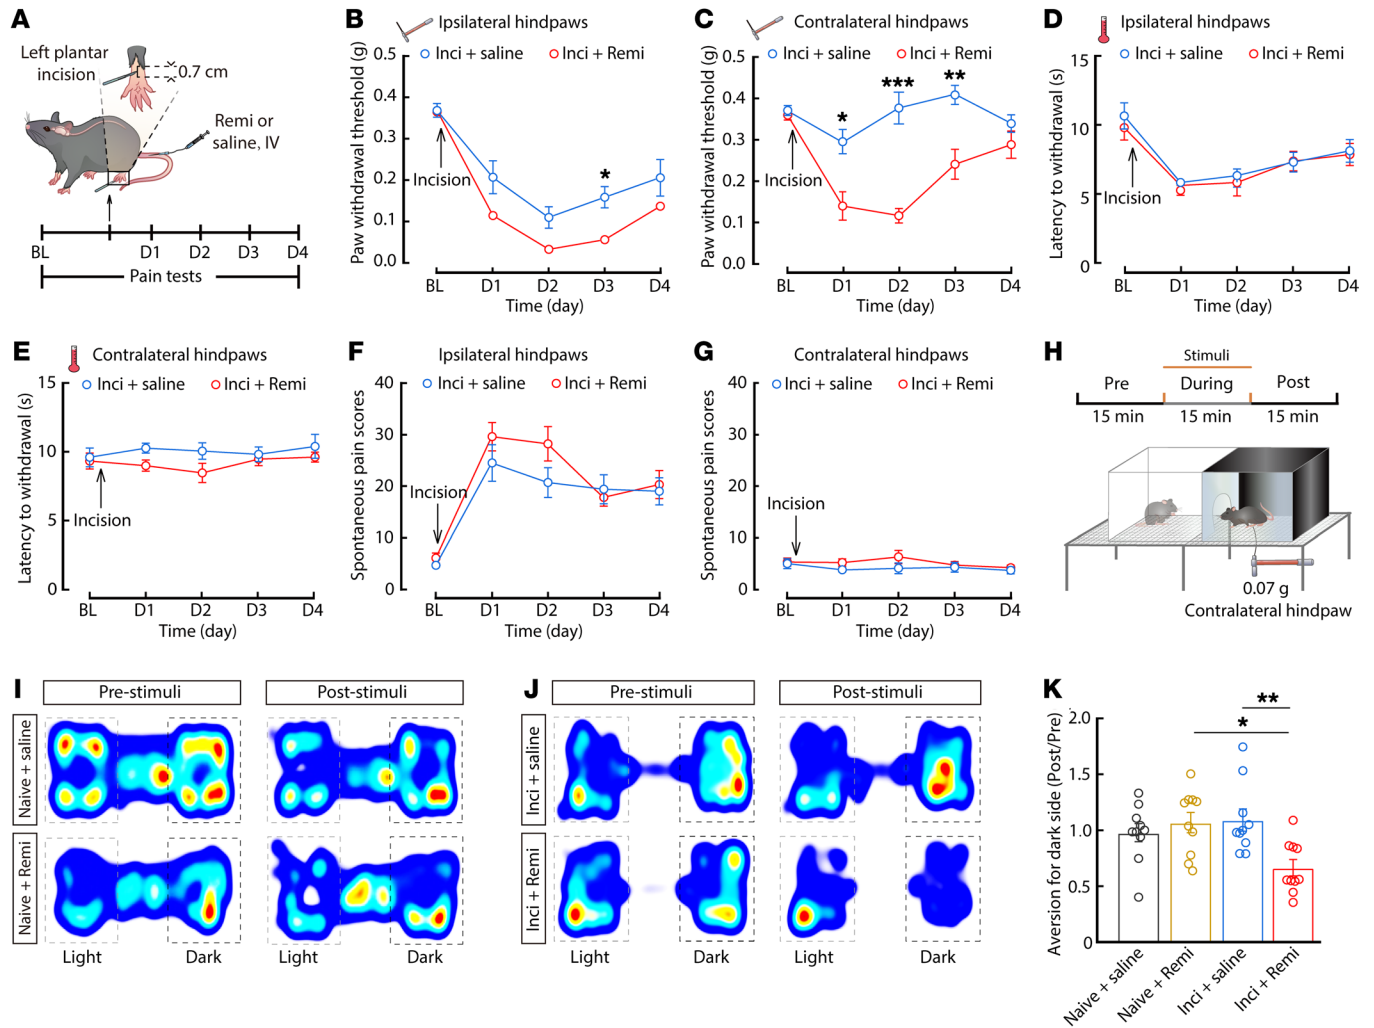 A
Left plantar
incision
0.7 cm
Remi or
saline, IV
BL D1 D2 D3 D4
Pain tests
B
Ipsilateral hindpaws
Inci + saline Inci + Remi
Paw withdrawal threshold (g)
0.5
0.4
0.3
0.2
0.1
0.0
Incision
*
BL D1 D2 D3 D4
Time (day)
C
Contralateral hindpaws
Inci + saline Inci + Remi
Paw withdrawal threshold (g)
0.5
0.4
0.3
0.2
0.1
0.0
Incision
* *** **
BL D1 D2 D3 D4
Time (day)
D
Ipsilateral hindpaws
Inci + saline Inci + Remi
Latency to withdrawal (s)
15
10
5
0
Incision
BL D1 D2 D3 D4
Time (day)
E
Contralateral hindpaws
Inci + saline Inci + Remi
Latency to withdrawal (s)
15
10
5
0
Incision
BL D1 D2 D3 D4
Time (day)
F
Ipsilateral hindpaws
Inci + saline Inci + Remi
Spontaneous pain scores
40
30
20
10
0
Incision
BL D1 D2 D3 D4
Time (day)
G
Contralateral hindpaws
Inci + saline Inci + Remi
Spontaneous pain scores
40
30
20
10
0
Incision
BL D1 D2 D3 D4
Time (day)
H
Stimuli
Pre During Post
15 min 15 min 15 min
0.07 g
Contralateral hindpaw
I
Pre-stimuli Post-stimuli
Naive + saline
Naive + Remi
Light Dark Light Dark
J
Pre-stimuli Post-stimuli
Inci + saline
Inci + Remi
Light Dark Light Dark
K
Aversion for dark side (Post/Pre)
2.0
1.5
1.0
0.5
0
**
*
Naive + saline
Naive + Remi
Inci + saline
Inci + Remi